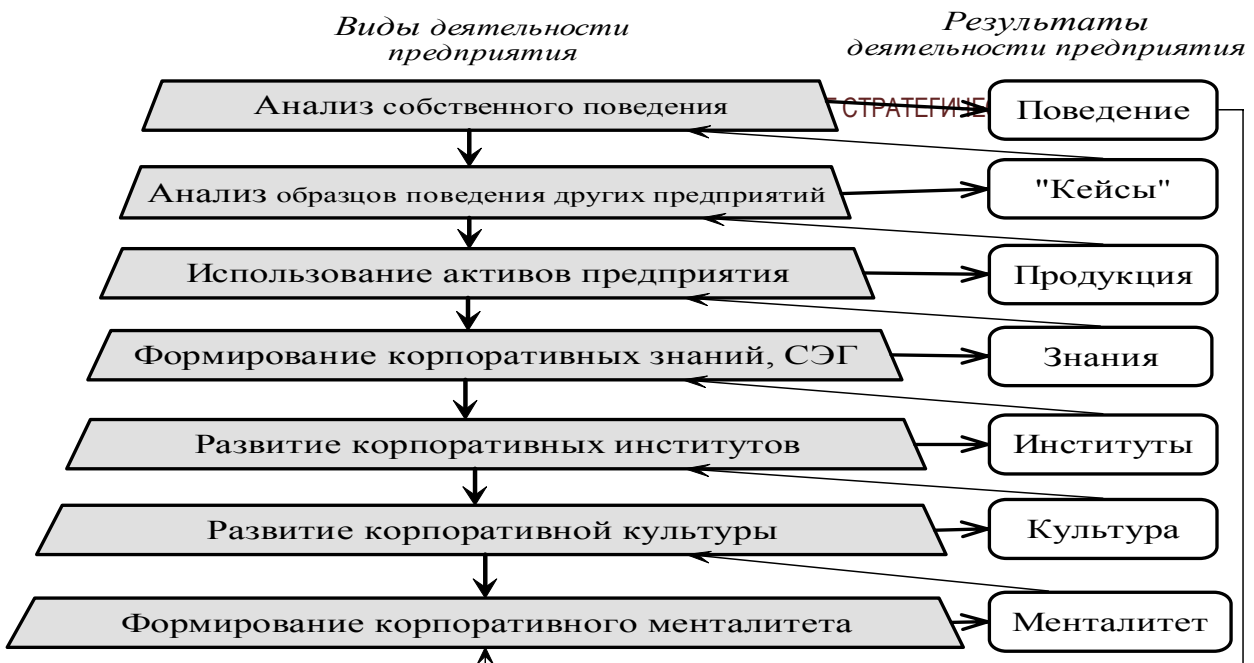 Виды деятельности
предприятия
Результаты
деятельности предприятия
Анализ собственного поведения
Поведение
Анализ образцов поведения других предприятий
"Кейсы"
Использование активов предприятия
Продукция
Формирование корпоративных знаний, СЭГ
Знания
Развитие корпоративных институтов
Институты
Развитие корпоративной культуры
Культура
Формирование корпоративного менталитета
Менталитет